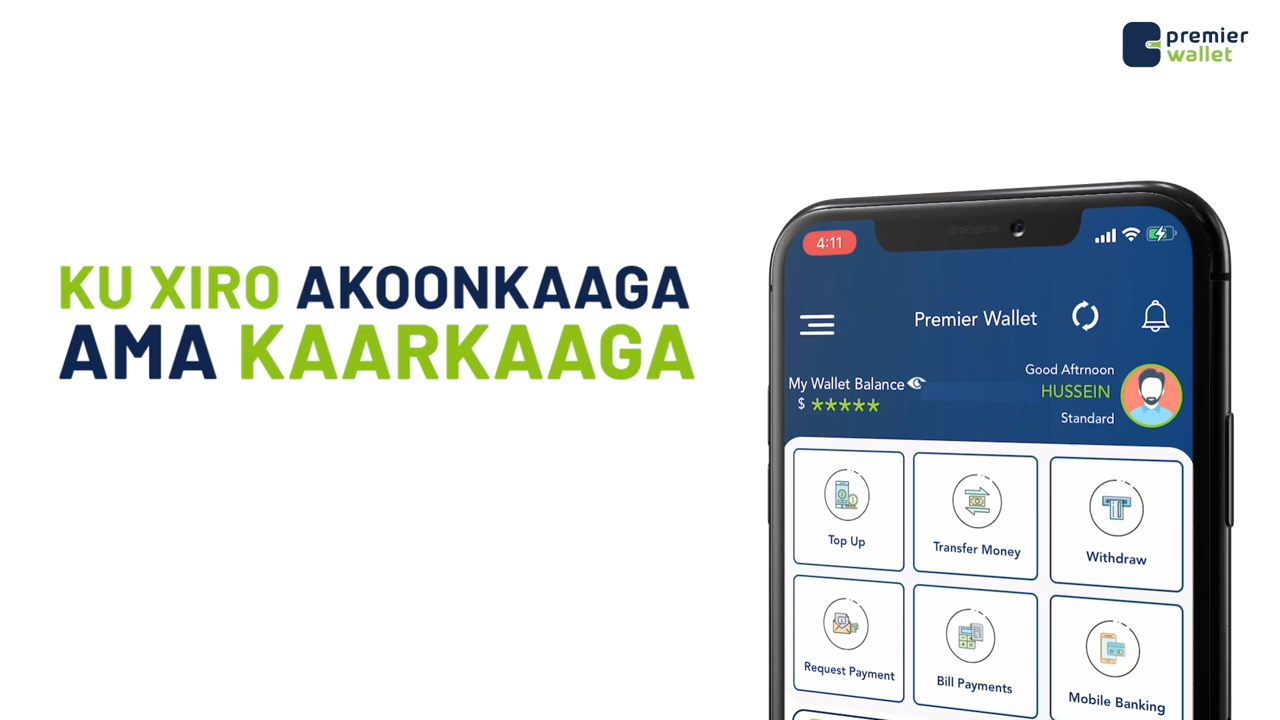 premier
wallet
KU XIRO AKOONKAAGA
AMA KAARKAAGA
4:11
Premier Wallet
Good Aftrnoon
My Wallet Balance
HUSSEIN
$ *****
Standard
Top Up
Transfer Money
Withdraw
Request Payment
Bill Payments
Mobile Banking